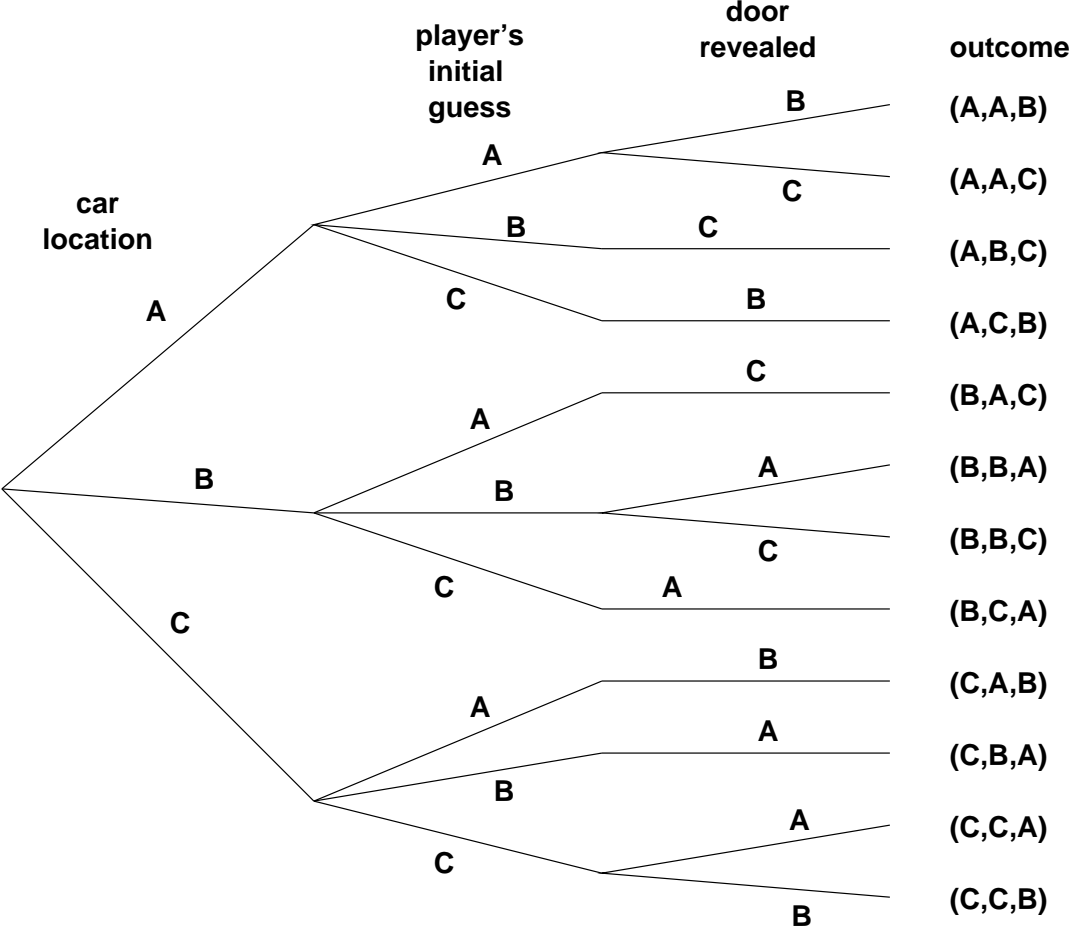 door
player’s
revealed
outcome
initial
guess
B
(A,A,B)
A
C
(A,A,C)
car
location
B
C
(A,B,C)
A
C
B
(A,C,B)
C
(B,A,C)
A
B
B
A
(B,B,A)
C
(B,B,C)
C
A
(B,C,A)
C
B
(C,A,B)
A
A
(C,B,A)
B
A
(C,C,A)
C
B
(C,C,B)